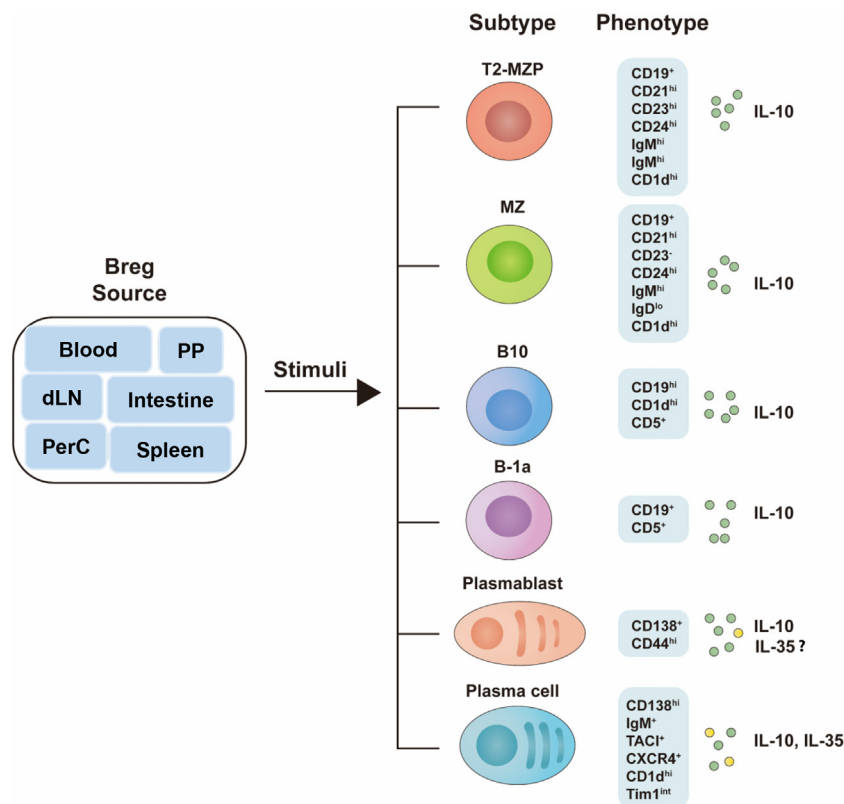 Subtype Phenotype
T2-MZP
CD19⁺
CD21ʰⁱ
CD23ʰⁱ
CD24ʰⁱ
IgMʰⁱ
IgMʰⁱ
CD1dʰⁱ
IL-10
MZ
CD19⁺
CD21ʰⁱ
CD23⁻
CD24ʰⁱ
IgMʰⁱ
IgDˡᵒ
CD1dʰⁱ
IL-10
Breg
Source
Blood PP
dLN Intestine
PerC Spleen
Stimuli
B10
CD19ʰⁱ
CD1dʰⁱ
CD5⁺
IL-10
B-1a
CD19⁺
CD5⁺
IL-10
Plasmablast
CD138⁺
CD44ʰⁱ
IL-10
IL-35 ?
Plasma cell
CD138ʰⁱ
IgM⁺
TACI⁺
CXCR4⁺
CD1dʰⁱ
Tim1ⁱⁿᵗ
IL-10, IL-35